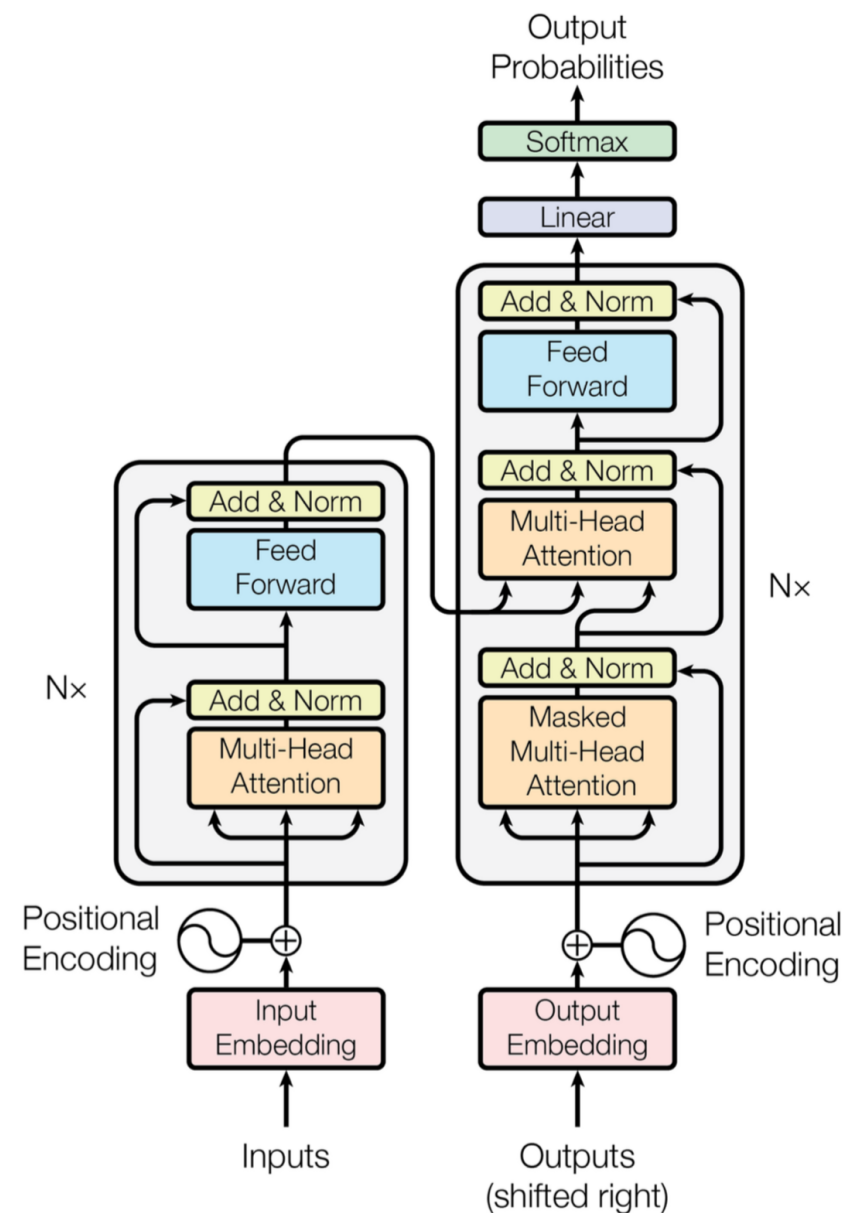 Output
Probabilities
Softmax
Linear
Add & Norm
Feed
Forward
Add & Norm
Multi-Head
Attention
Nx
Add & Norm
Masked
Multi-Head
Attention
Add & Norm
Feed
Forward
Nx
Add & Norm
Multi-Head
Attention
Positional
Encoding
Positional
Encoding
Input
Embedding
Output
Embedding
Inputs
Outputs
(shifted right)